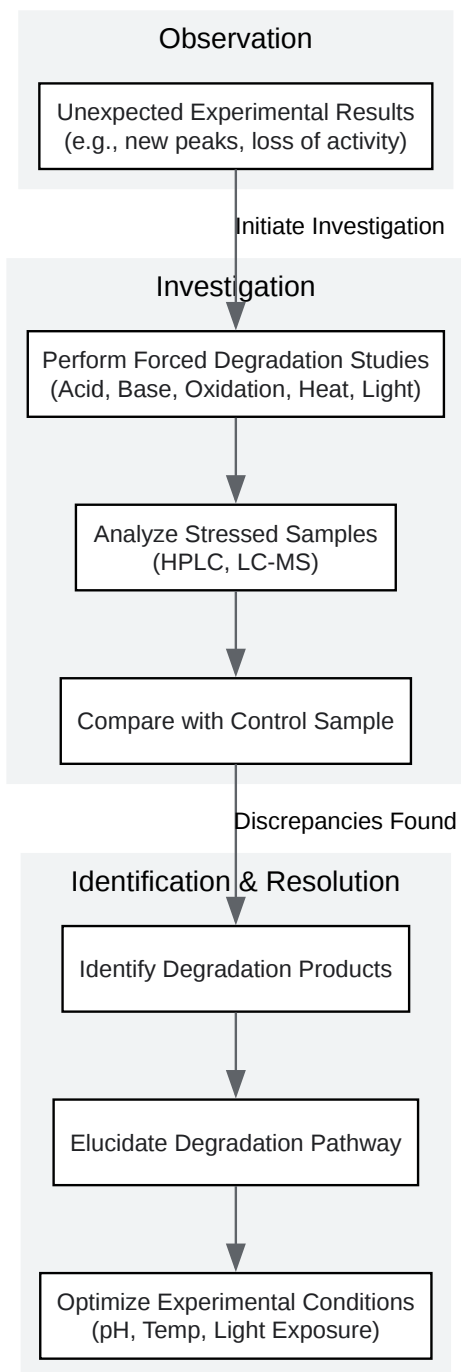 Observation
Unexpected Experimental Results
(e.g., new peaks, loss of activity)
Initiate Investigation
Investigation
Perform Forced Degradation Studies
(Acid, Base, Oxidation, Heat, Light)
Analyze Stressed Samples
(HPLC, LC-MS)
Compare with Control Sample
Discrepancies Found
Identification & Resolution
Identify Degradation Products
Elucidate Degradation Pathway
Optimize Experimental Conditions
(pH, Temp, Light Exposure)